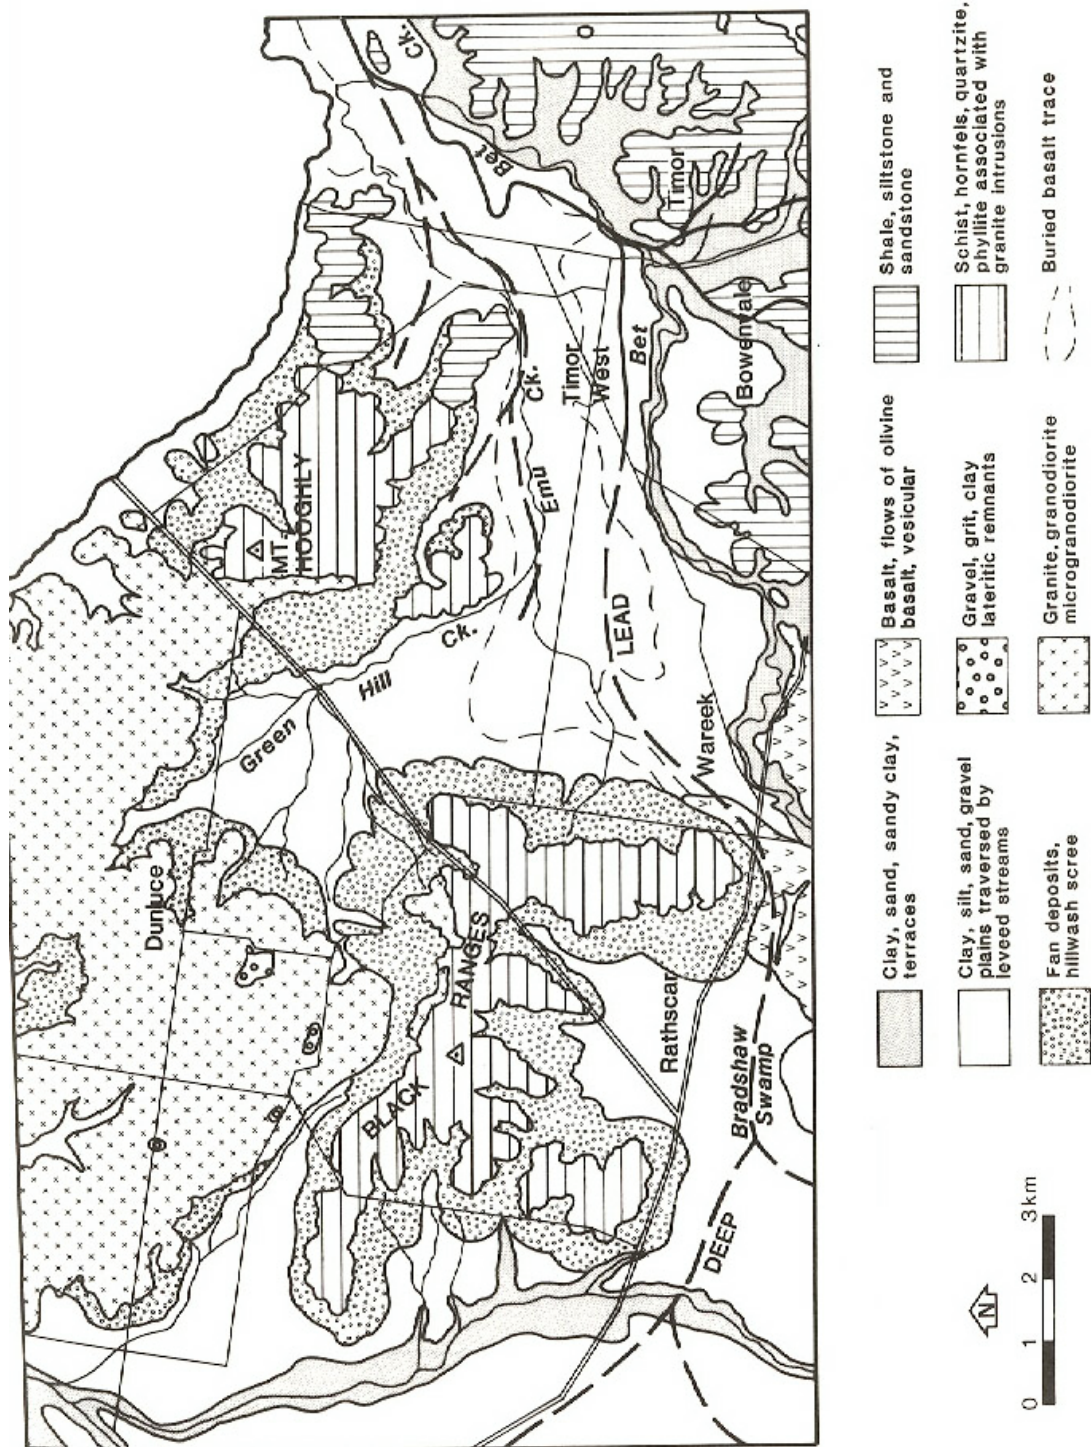 Ck.
Bet
Timor
MT.
HOOGHLY
Ck.
Emu
Timor
West
Bet
Bowenvale
Green
Hill
Ck.
LEAD
Wareek
Dunluce
BLACK
RANGES
Rathscar
Bradshaw
Swamp
DEEP
Clay, sand, sandy clay,
terraces
Clay, silt, sand, gravel
plains traversed by
leveed streams
Fan deposits,
hillwash scree
Basalt, flows of olivine
basalt, vesicular
Gravel, grit, clay
lateritic remnants
Granite, granodiorite
microgranodiorite
Shale, siltstone and
sandstone
Schist, hornfels, quartzite,
phyllite associated with
granite intrusions
Buried basalt trace
N
0 1 2 3km